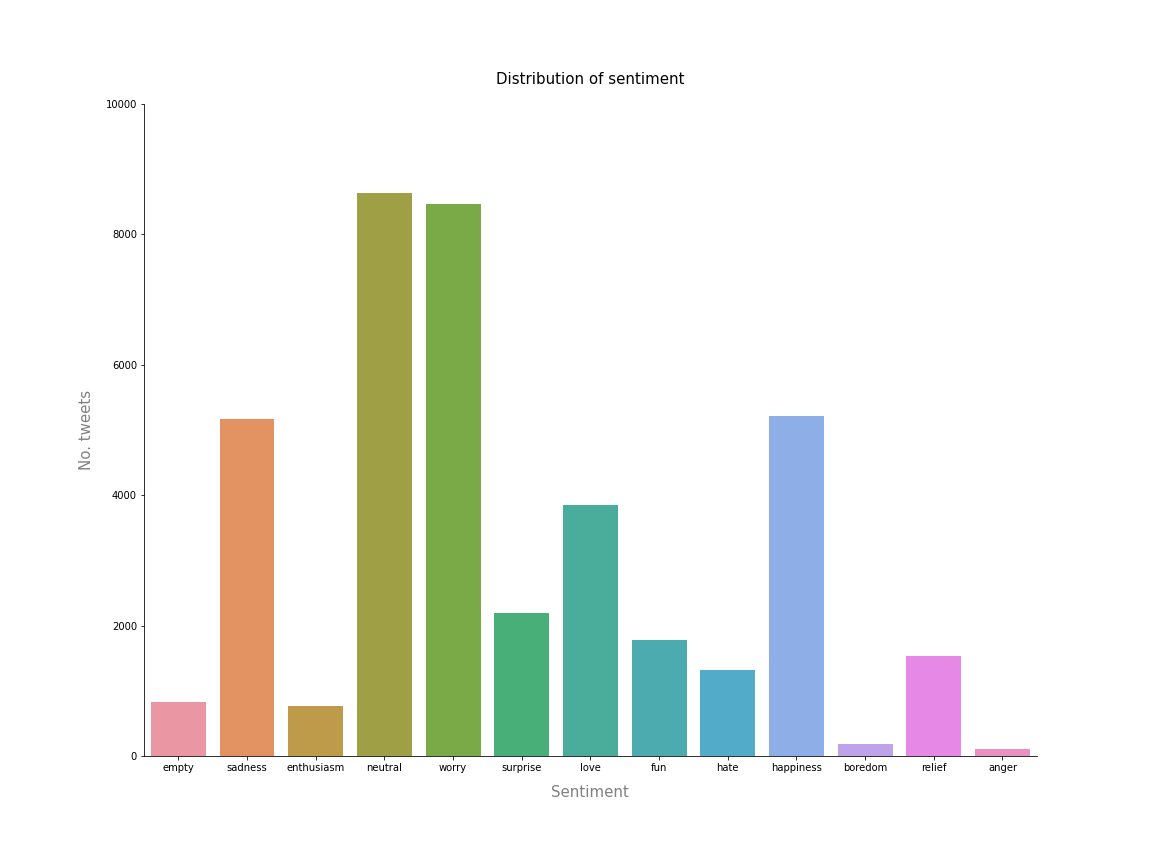 Distribution of sentiment
10000
8000
6000
4000
2000
0
No. tweets
empty sadness enthusiasm neutral worry surprise love fun hate happiness boredom relief anger
Sentiment